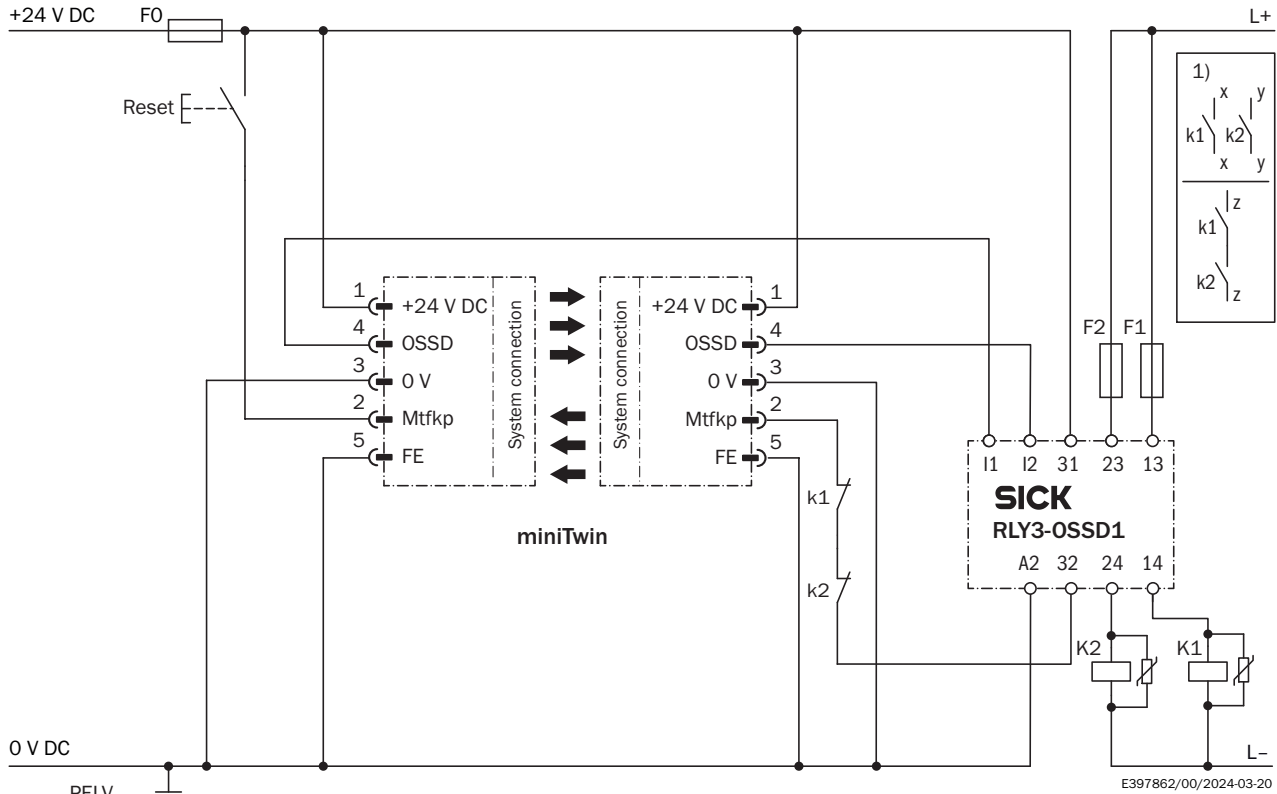 +24 V DC
F0
L+
1)
x
y
k1
k2
x
y
z
k1
k2
z
Reset
1
+24 V DC
4
OSSD
3
0 V
2
Mtfkp
5
FE
System connection
System connection
+24 V DC
1
OSSD
4
0 V
3
Mtfkp
2
FE
5
miniTwin
k1
k2
F2
F1
I1
I2
31
23
13
SICK
RLY3-OSSD1
A2
32
24
14
K2
K1
0 V DC
L–
PELV
E397862/00/2024-03-20